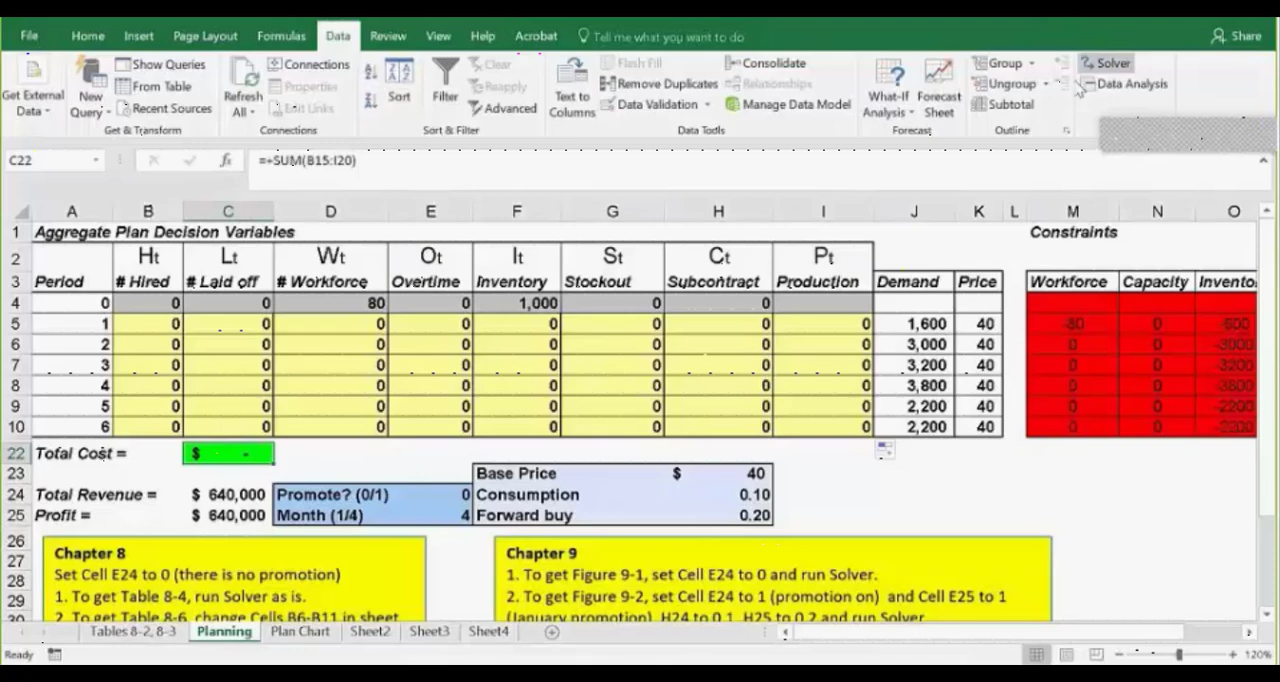 File Home Insert Page Layout Formulas Data Review View Help Acrobat Tell me what you want to do Share
Get External Data
New Query
Show Queries
From Table
Recent Sources
Get & Transform
Refresh All
Connections
Properties
Edit Links
Connections
Sort
Filter
Clear
Reapply
Advanced
Sort & Filter
Text to Columns
Flash Fill
Remove Duplicates
Data Validation
Consolidate
Relationships
Manage Data Model
Data Tools
What-If Analysis
Forecast Sheet
Forecast
Group
Ungroup
Subtotal
Outline
Solver
Data Analysis
C22 fx =+SUM(B15:I20)
A B C D E F G H I J K L M N O
1 Aggregate Plan Decision Variables Constraints
2 Ht Lt Wt Ot It St Ct Pt
3 Period # Hired # Laid off # Workforce Overtime Inventory Stockout Subcontract Production Demand Price Workforce Capacity Invento
4 0 0 0 80 0 1,000 0 0
5 1 0 0 0 0 0 0 0 0 1,600 40 -80 0 -600
6 2 0 0 0 0 0 0 0 0 3,000 40 0 0 -3000
7 3 0 0 0 0 0 0 0 0 3,200 40 0 0 -3200
8 4 0 0 0 0 0 0 0 0 3,800 40 0 0 -3800
9 5 0 0 0 0 0 0 0 0 2,200 40 0 0 -2200
10 6 0 0 0 0 0 0 0 0 2,200 40 0 0 -2200
22 Total Cost = $ -
23 Base Price $ 40
24 Total Revenue = $ 640,000 Promote? (0/1) 0 Consumption 0.10
25 Profit = $ 640,000 Month (1/4) 4 Forward buy 0.20
26
27
28
29
30
Chapter 8
Set Cell E24 to 0 (there is no promotion)
1. To get Table 8-4, run Solver as is.
2. To get Table 8-6, change Cells B6-B11 in sheet
Chapter 9
1. To get Figure 9-1, set Cell E24 to 0 and run Solver.
2. To get Figure 9-2, set Cell E24 to 1 (promotion on) and Cell E25 to 1
(January promotion), H24 to 0.1, H25 to 0.2 and run Solver
Tables 8-2, 8-3 Planning Plan Chart Sheet2 Sheet3 Sheet4
Ready 120%